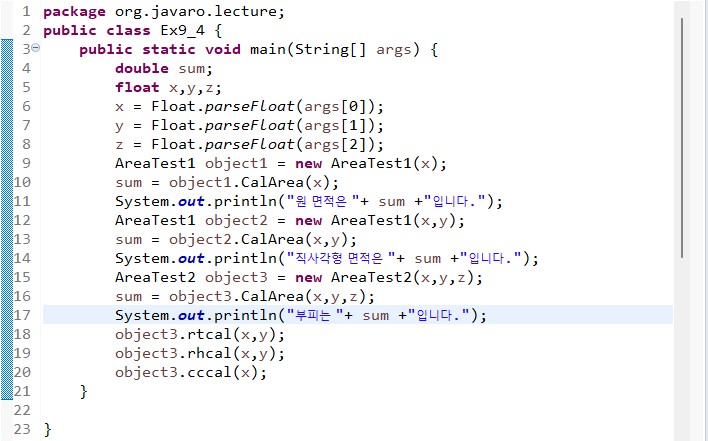 1 package org.javaro.lecture;
2 public class Ex9_4 {
3 public static void main(String[] args) {
4 double sum;
5 float x,y,z;
6 x = Float.parseFloat(args[0]);
7 y = Float.parseFloat(args[1]);
8 z = Float.parseFloat(args[2]);
9 AreaTest1 object1 = new AreaTest1(x);
10 sum = object1.CalArea(x);
11 System.out.println("원 면적은 "+ sum +"입니다.");
12 AreaTest1 object2 = new AreaTest1(x,y);
13 sum = object2.CalArea(x,y);
14 System.out.println("직사각형 면적은 "+ sum +"입니다.");
15 AreaTest2 object3 = new AreaTest2(x,y,z);
16 sum = object3.CalArea(x,y,z);
17 System.out.println("부피는 "+ sum +"입니다.");
18 object3.rtcal(x,y);
19 object3.rhcal(x,y);
20 object3.cccal(x);
21 }
22
23 }